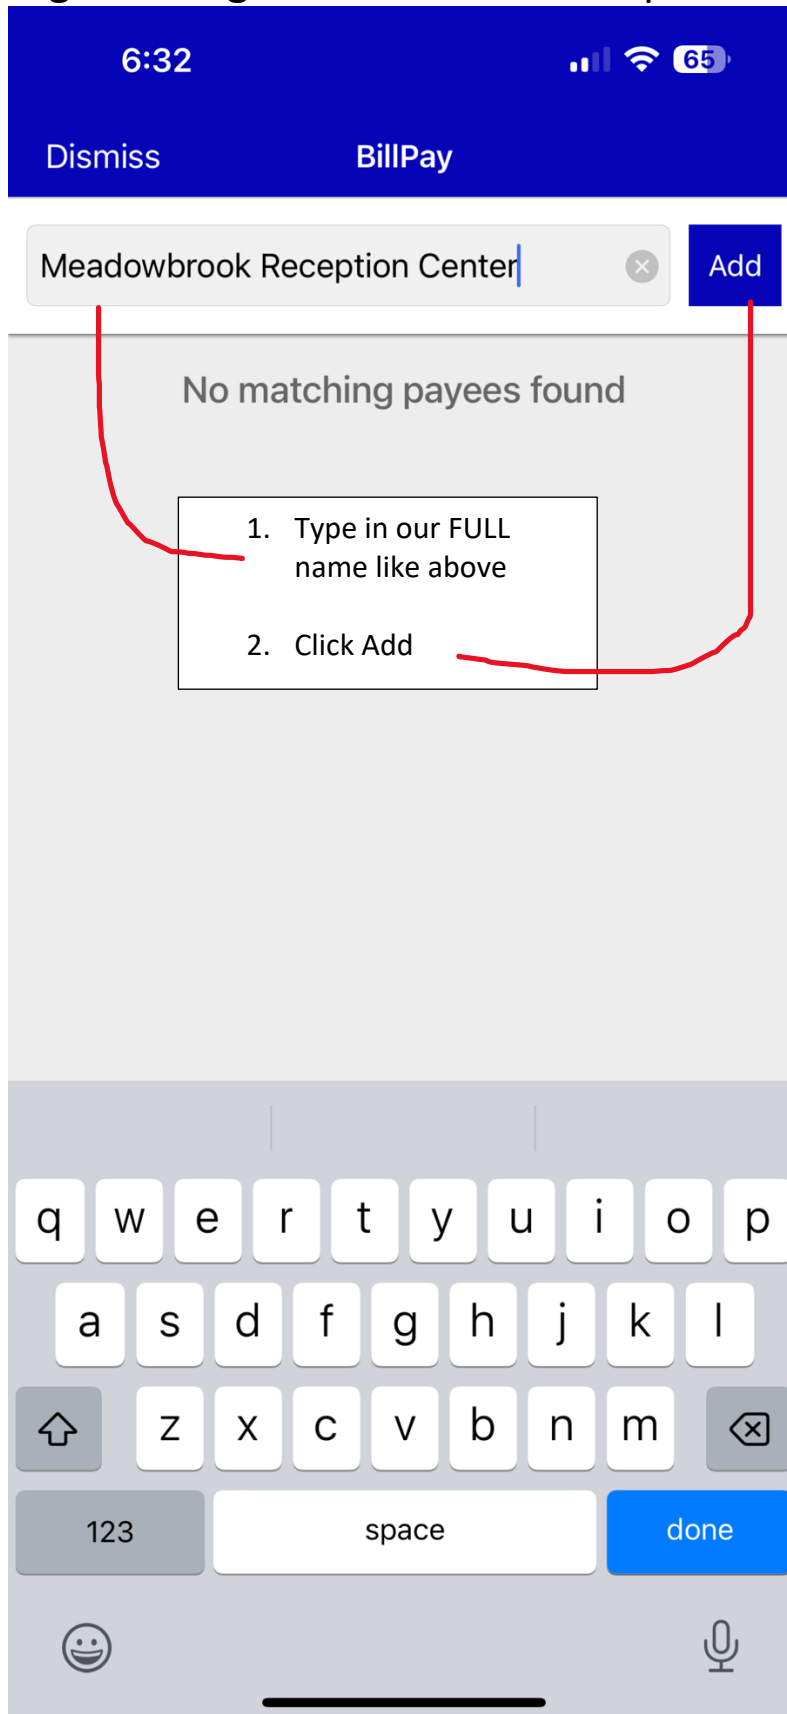 6:32 65
Dismiss BillPay
Meadowbrook Reception Center Add
No matching payees found
1. Type in our FULL
name like above
2. Click Add
q w e r t y u i o p
a s d f g h j k l
z x c v b n m
123 space done